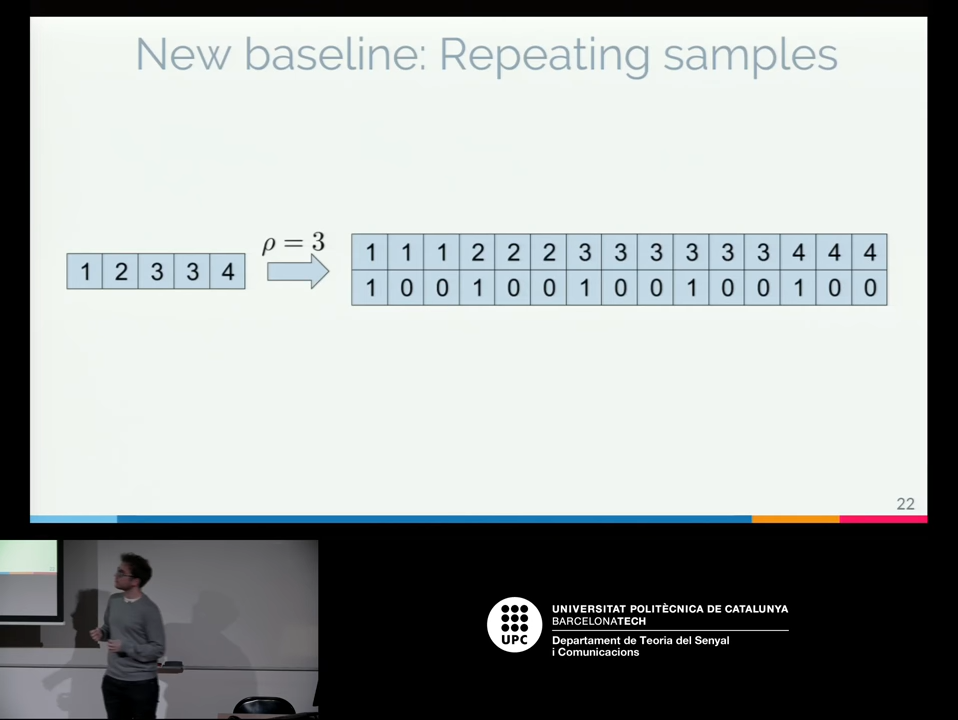 New baseline: Repeating samples
ρ = 3
1 2 3 3 4
1 1 1 2 2 2 3 3 3 3 3 3 4 4 4
1 0 0 1 0 0 1 0 0 1 0 0 1 0 0
22
UPC
UNIVERSITAT POLITÈCNICA DE CATALUNYA
BARCELONATECH
Departament de Teoria del Senyal
i Comunicacions